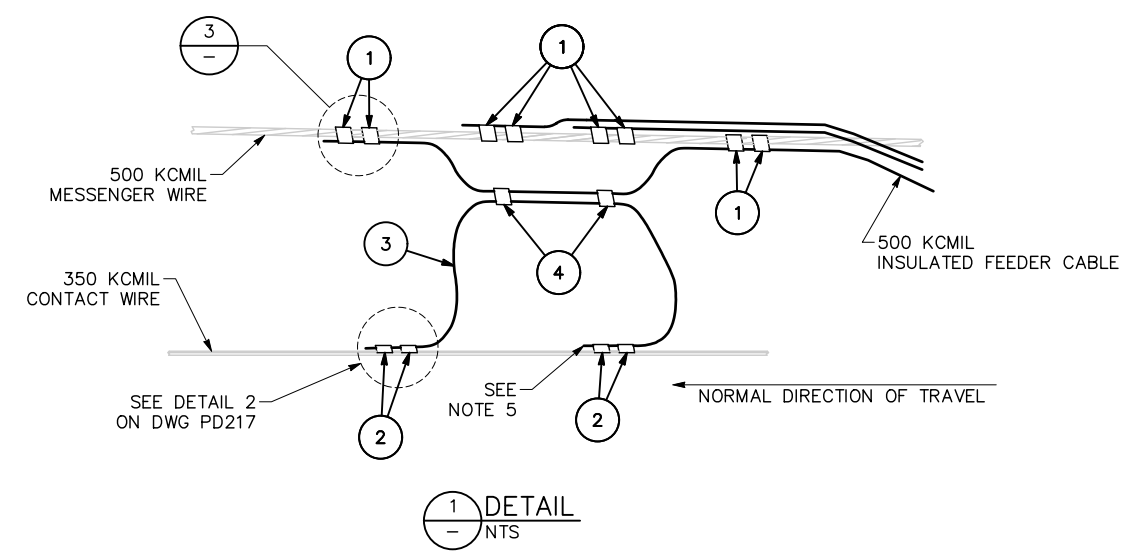 3
–
1
1
500 KCMIL
MESSENGER WIRE
1
3
4
500 KCMIL
INSULATED FEEDER CABLE
350 KCMIL
CONTACT WIRE
SEE DETAIL 2
ON DWG PD217
SEE
NOTE 5
NORMAL DIRECTION OF TRAVEL
2
2
1
–
DETAIL
NTS